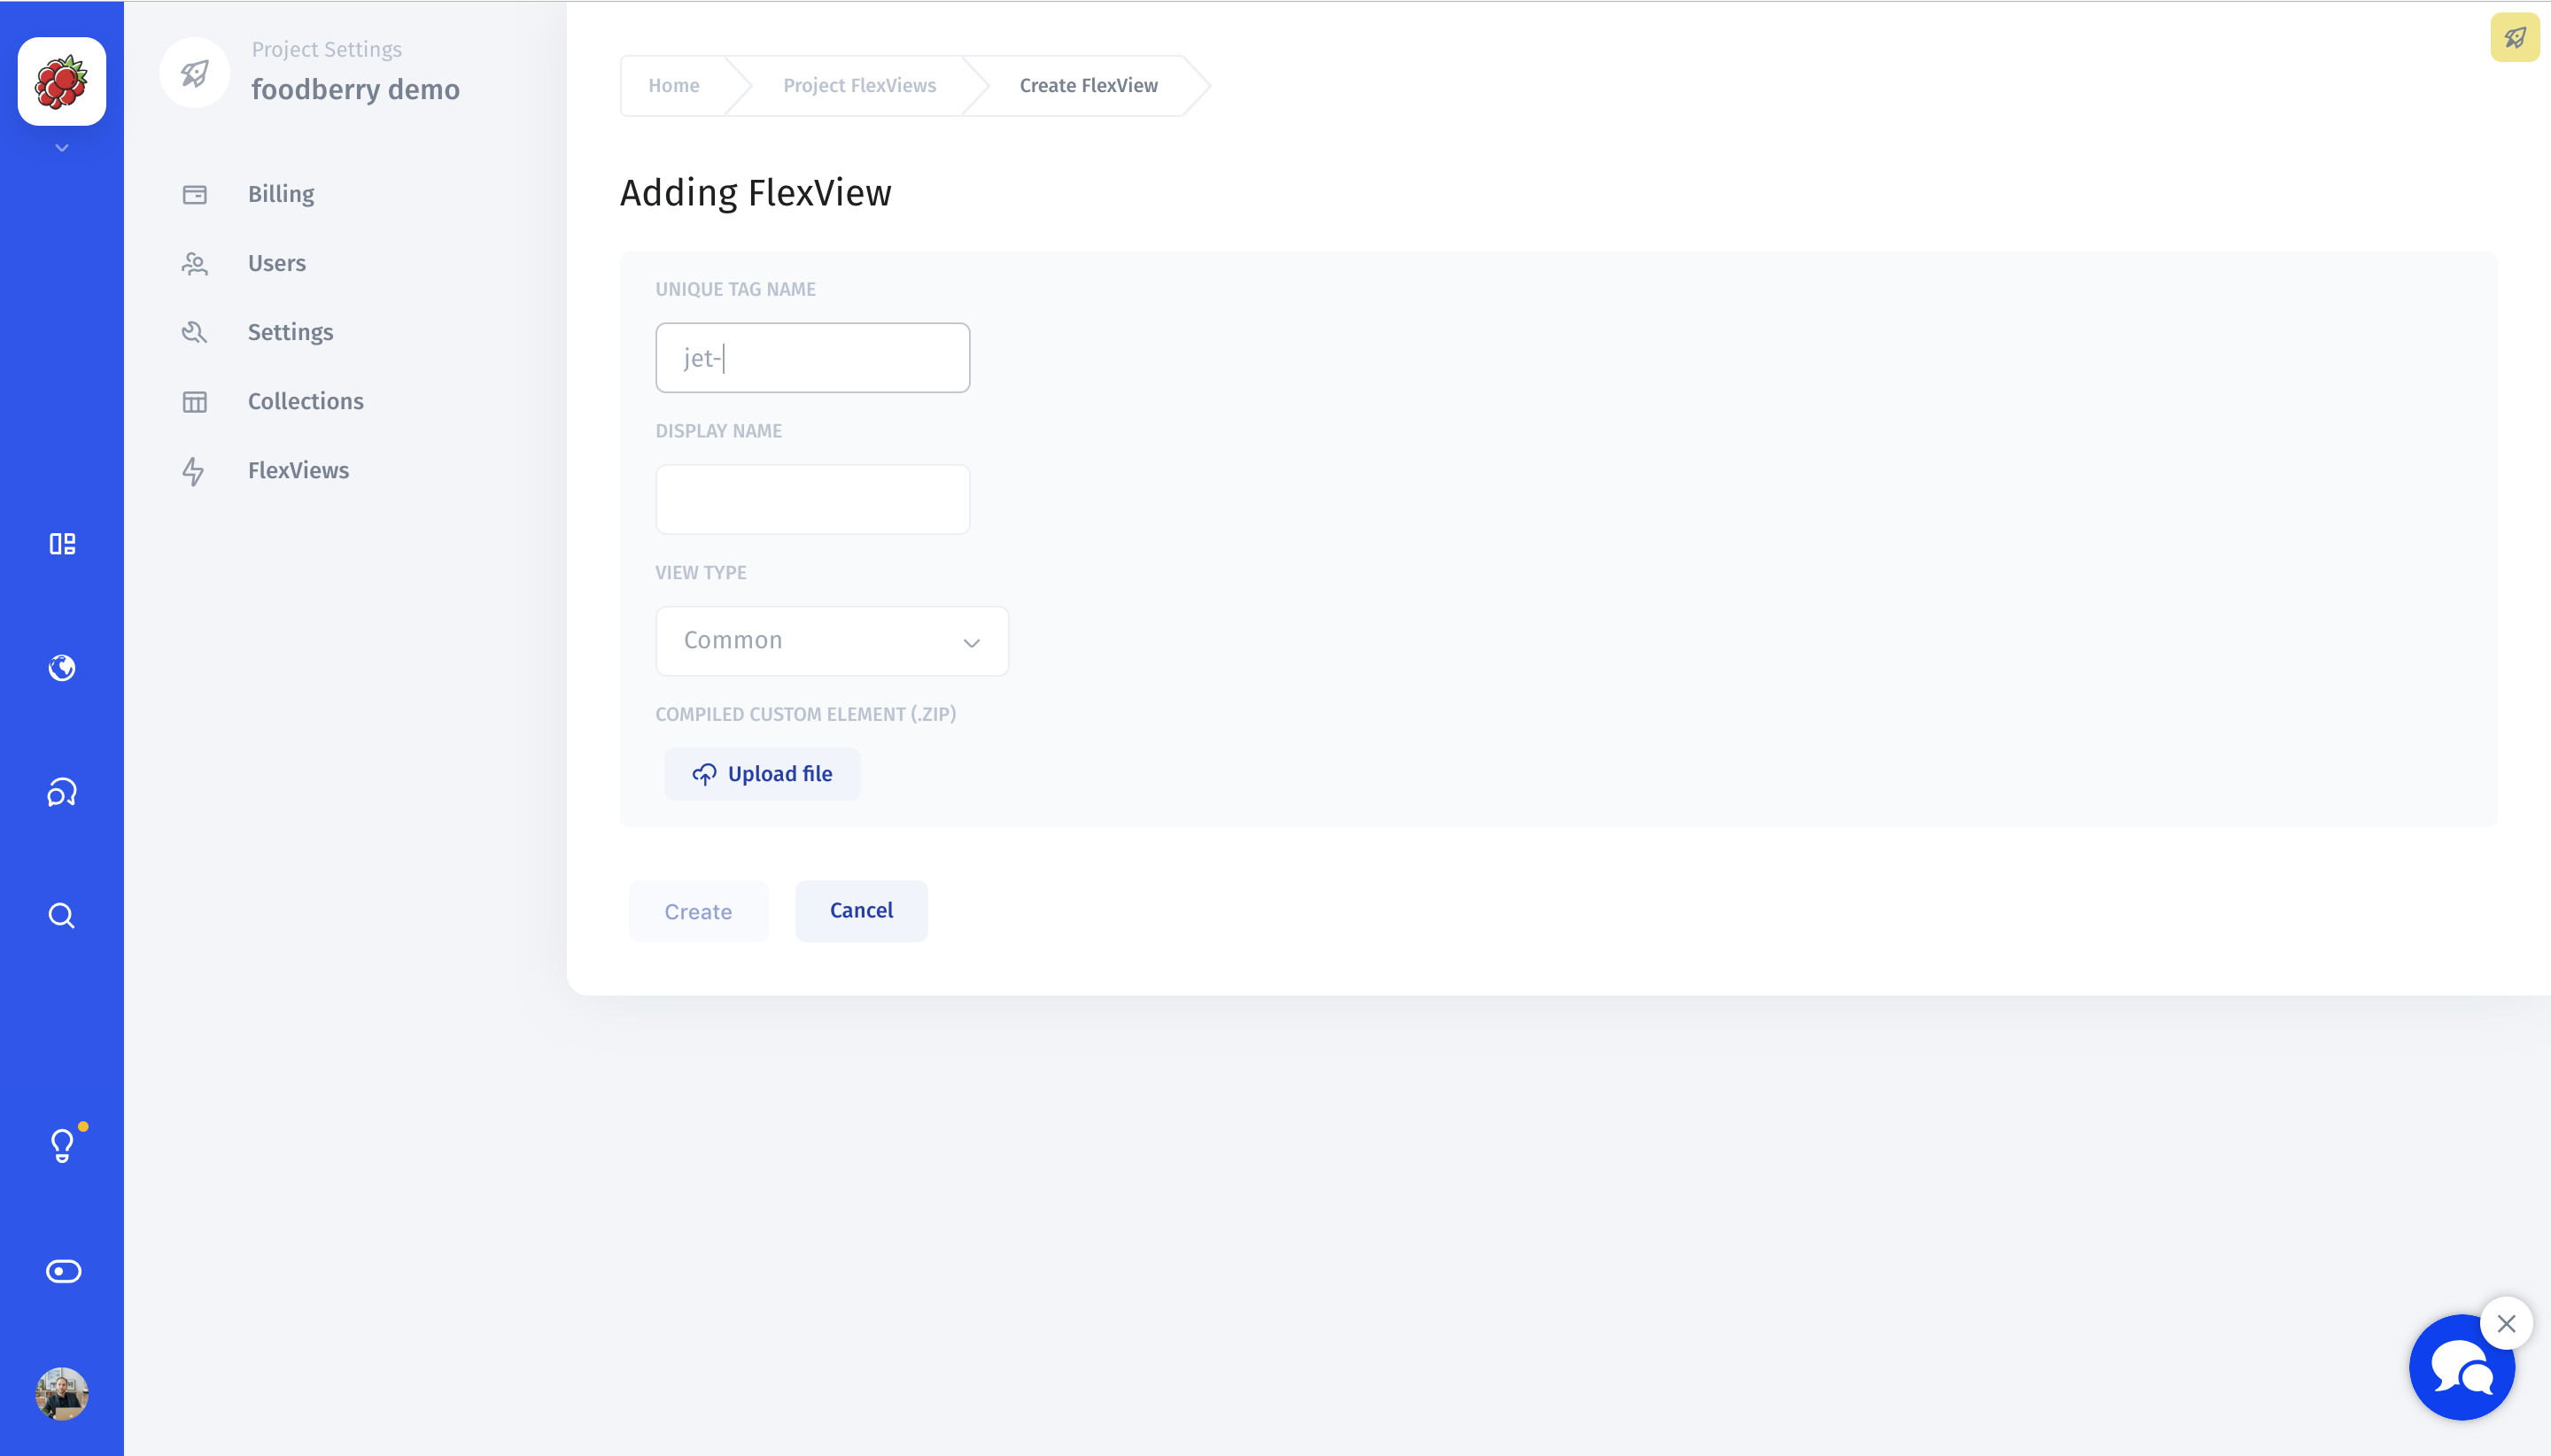 Project Settings
foodberry demo
Billing
Users
Settings
Collections
FlexViews
Home
Project FlexViews
Create FlexView
Adding FlexView
UNIQUE TAG NAME
jet-
DISPLAY NAME
VIEW TYPE
Common
COMPILED CUSTOM ELEMENT (.ZIP)
Upload file
Create
Cancel